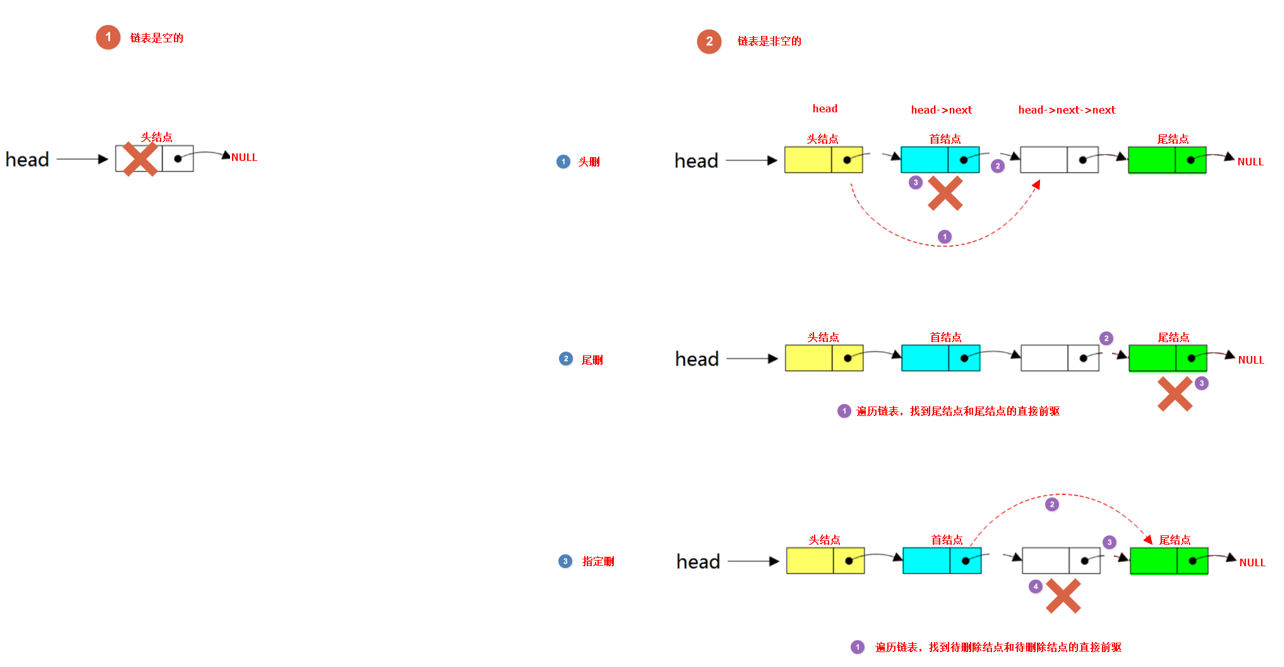 1 链表是空的
头结点
head
NULL
2 链表是非空的
head
head->next
head->next->next
1 头删
头结点
首结点
尾结点
head
NULL
2
3
1
2 尾删
头结点
首结点
2
尾结点
head
NULL
3
1 遍历链表，找到尾结点和尾结点的直接前驱
3 指定删
2
头结点
首结点
3
尾结点
head
NULL
4
1 遍历链表，找到待删除结点和待删除结点的直接前驱